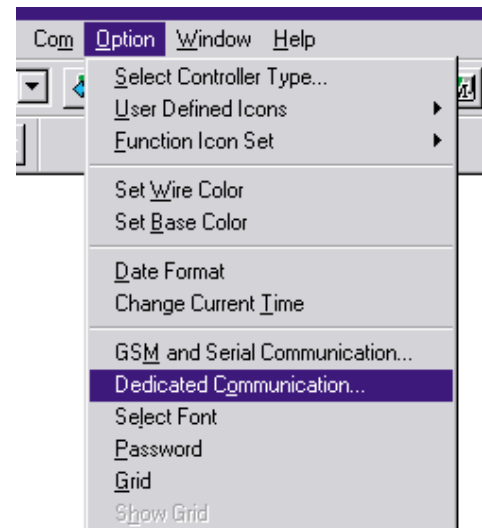 Com Option Window Help
Select Controller Type...
User Defined Icons
Function Icon Set
Set Wire Color
Set Base Color
Date Format
Change Current Time
GSM and Serial Communication...
Dedicated Communication...
Select Font
Password
Grid
Show Grid